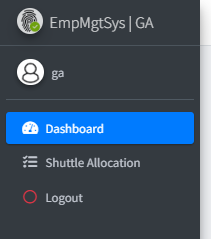 EmpMgtSys | GA
ga
Dashboard
Shuttle Allocation
Logout